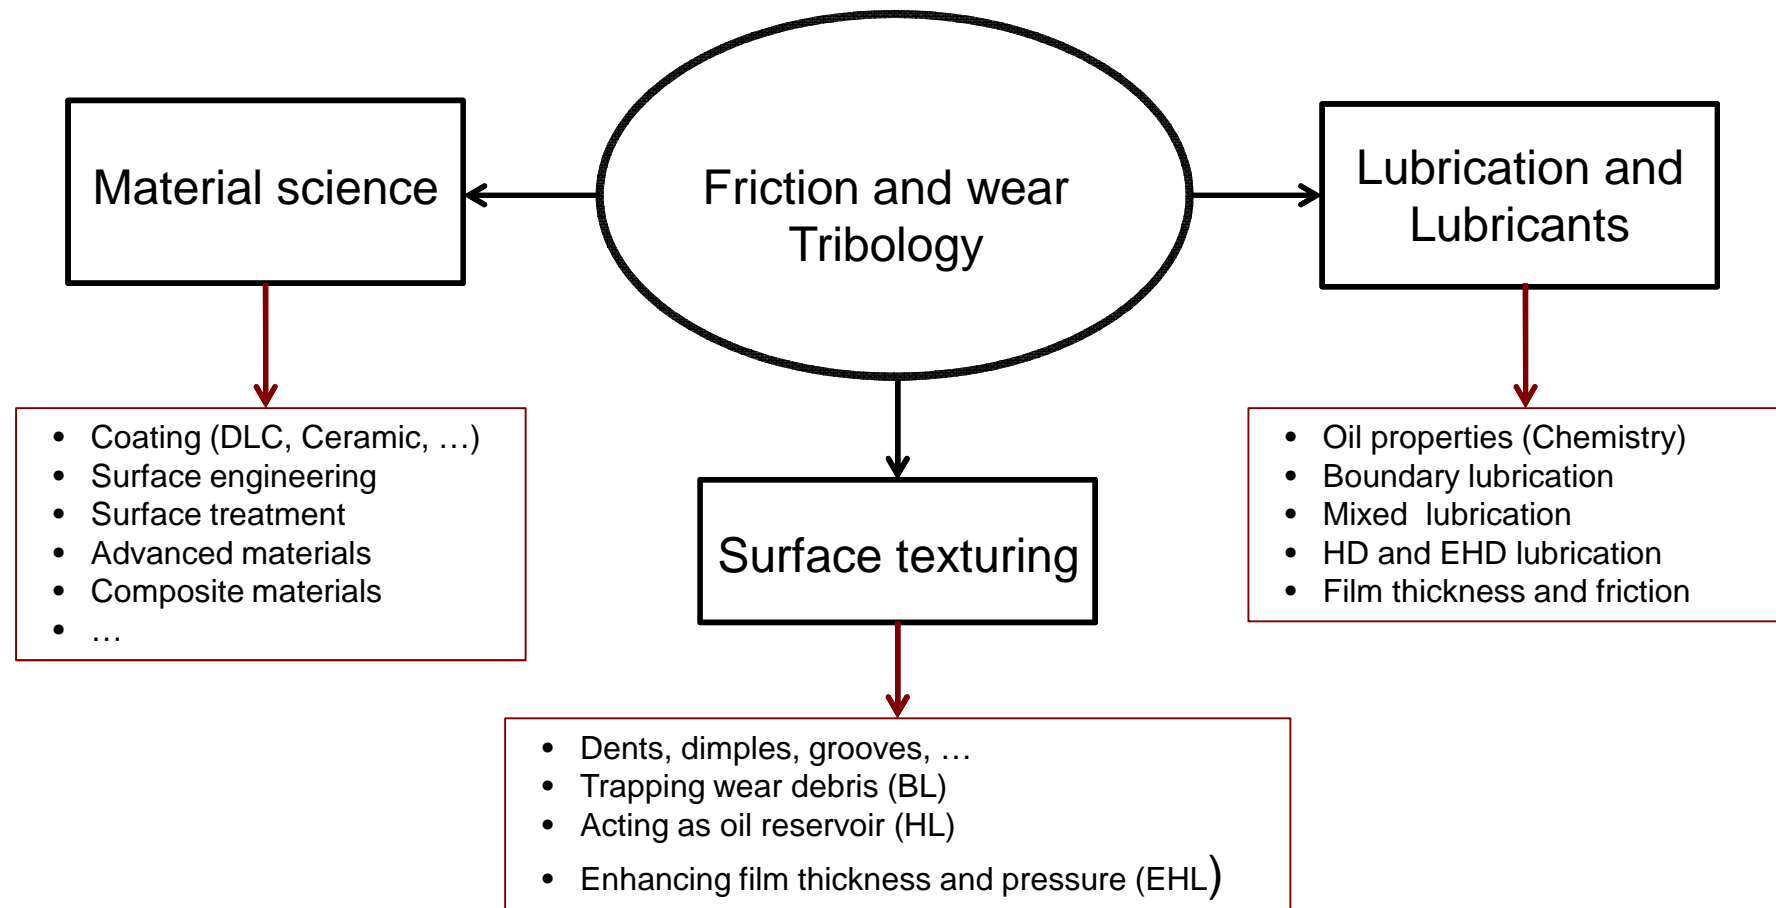 Material science
Friction and wear
Tribology
Lubrication and
Lubricants
• Coating (DLC, Ceramic, …)
• Surface engineering
• Surface treatment
• Advanced materials
• Composite materials
• …
Surface texturing
• Oil properties (Chemistry)
• Boundary lubrication
• Mixed  lubrication
• HD and EHD lubrication
• Film thickness and friction
• Dents, dimples, grooves, …
• Trapping wear debris (BL)
• Acting as oil reservoir (HL)
• Enhancing film thickness and pressure (EHL)